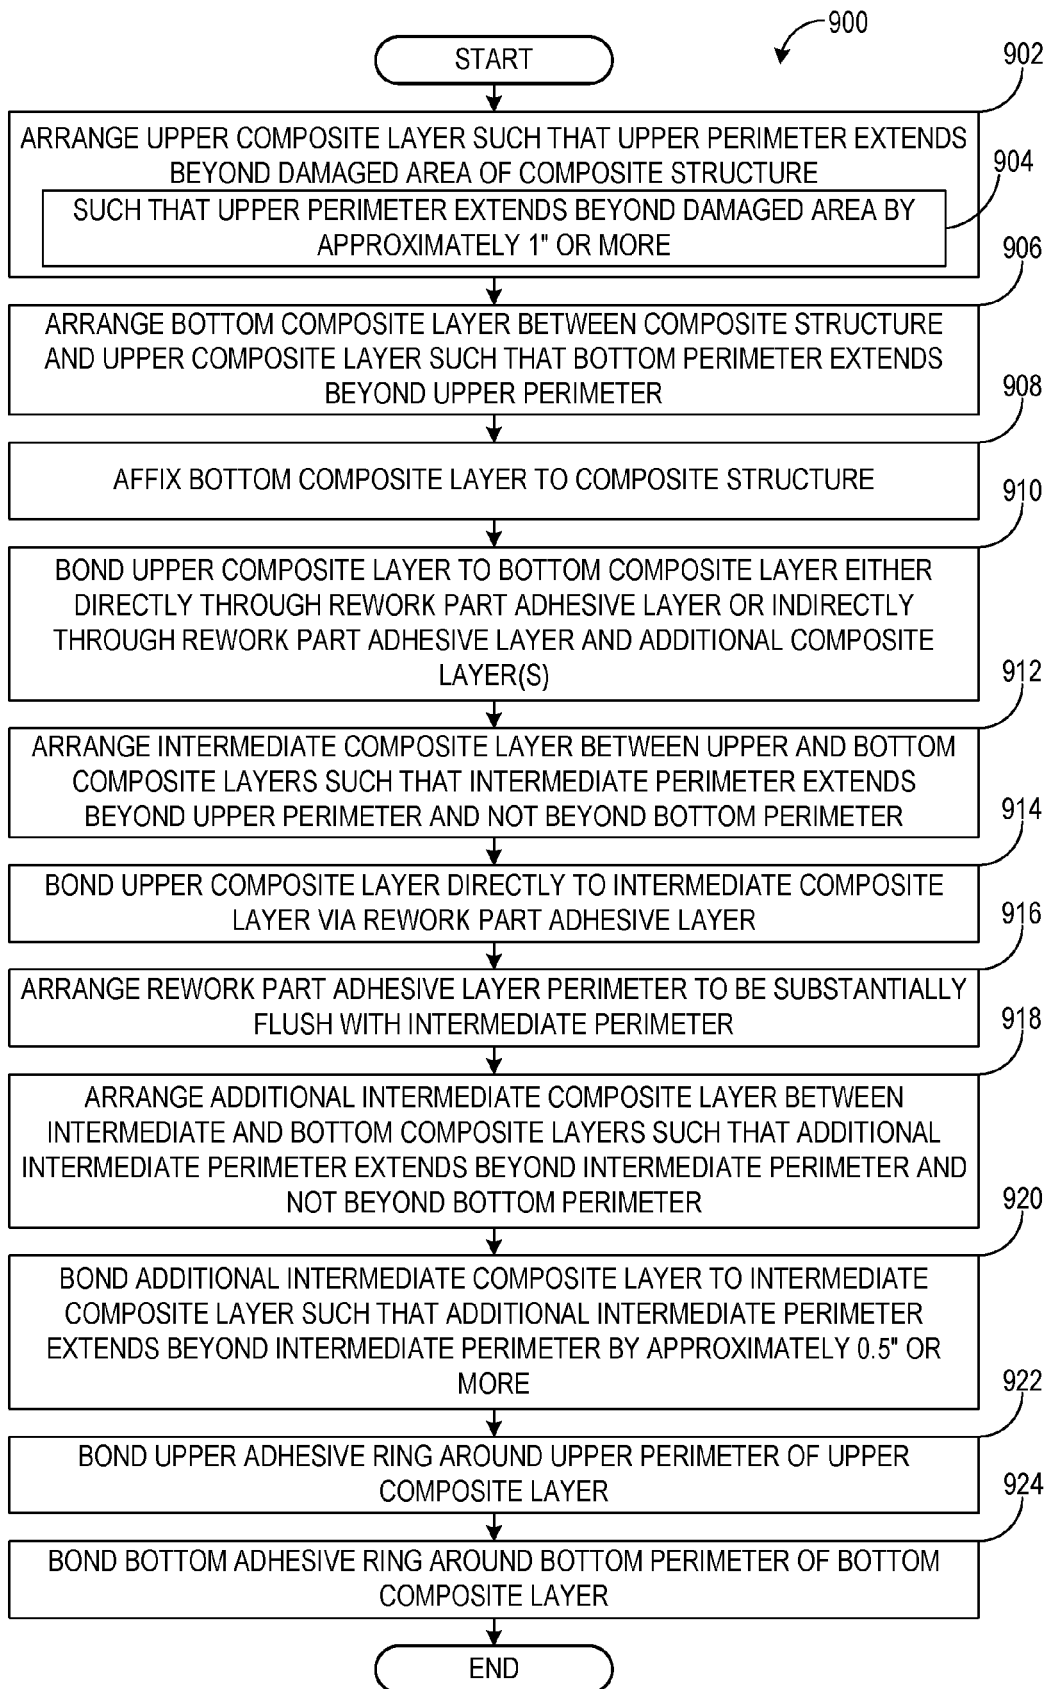 900
START
902
ARRANGE UPPER COMPOSITE LAYER SUCH THAT UPPER PERIMETER EXTENDS
BEYOND DAMAGED AREA OF COMPOSITE STRUCTURE
904
SUCH THAT UPPER PERIMETER EXTENDS BEYOND DAMAGED AREA BY
APPROXIMATELY 1" OR MORE
906
ARRANGE BOTTOM COMPOSITE LAYER BETWEEN COMPOSITE STRUCTURE
AND UPPER COMPOSITE LAYER SUCH THAT BOTTOM PERIMETER EXTENDS
BEYOND UPPER PERIMETER
908
AFFIX BOTTOM COMPOSITE LAYER TO COMPOSITE STRUCTURE
910
BOND UPPER COMPOSITE LAYER TO BOTTOM COMPOSITE LAYER EITHER
DIRECTLY THROUGH REWORK PART ADHESIVE LAYER OR INDIRECTLY
THROUGH REWORK PART ADHESIVE LAYER AND ADDITIONAL COMPOSITE
LAYER(S)
912
ARRANGE INTERMEDIATE COMPOSITE LAYER BETWEEN UPPER AND BOTTOM
COMPOSITE LAYERS SUCH THAT INTERMEDIATE PERIMETER EXTENDS
BEYOND UPPER PERIMETER AND NOT BEYOND BOTTOM PERIMETER
914
BOND UPPER COMPOSITE LAYER DIRECTLY TO INTERMEDIATE COMPOSITE
LAYER VIA REWORK PART ADHESIVE LAYER
916
ARRANGE REWORK PART ADHESIVE LAYER PERIMETER TO BE SUBSTANTIALLY
FLUSH WITH INTERMEDIATE PERIMETER
918
ARRANGE ADDITIONAL INTERMEDIATE COMPOSITE LAYER BETWEEN
INTERMEDIATE AND BOTTOM COMPOSITE LAYERS SUCH THAT ADDITIONAL
INTERMEDIATE PERIMETER EXTENDS BEYOND INTERMEDIATE PERIMETER AND
NOT BEYOND BOTTOM PERIMETER
920
BOND ADDITIONAL INTERMEDIATE COMPOSITE LAYER TO INTERMEDIATE
COMPOSITE LAYER SUCH THAT ADDITIONAL INTERMEDIATE PERIMETER
EXTENDS BEYOND INTERMEDIATE PERIMETER BY APPROXIMATELY 0.5" OR
MORE
922
BOND UPPER ADHESIVE RING AROUND UPPER PERIMETER OF UPPER
COMPOSITE LAYER
924
BOND BOTTOM ADHESIVE RING AROUND BOTTOM PERIMETER OF BOTTOM
COMPOSITE LAYER
END